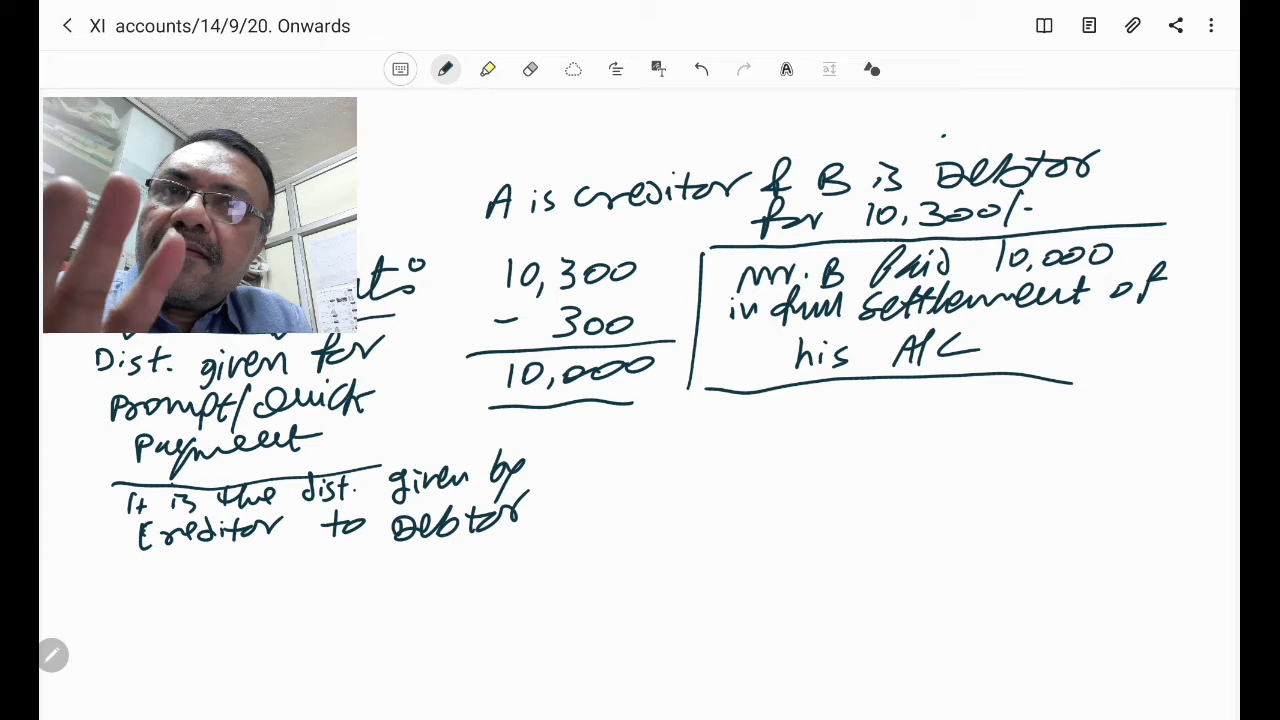 XI accounts/14/9/20. Onwards
A is creditor & B is Debtor
for 10,300/-
10,300
- 300
10,000
Mr. B Paid 10,000
in full settlement of
his A/C
Dist. given for
Prompt/Quick
Payment
It is the dist. given by
Creditor to Debtor